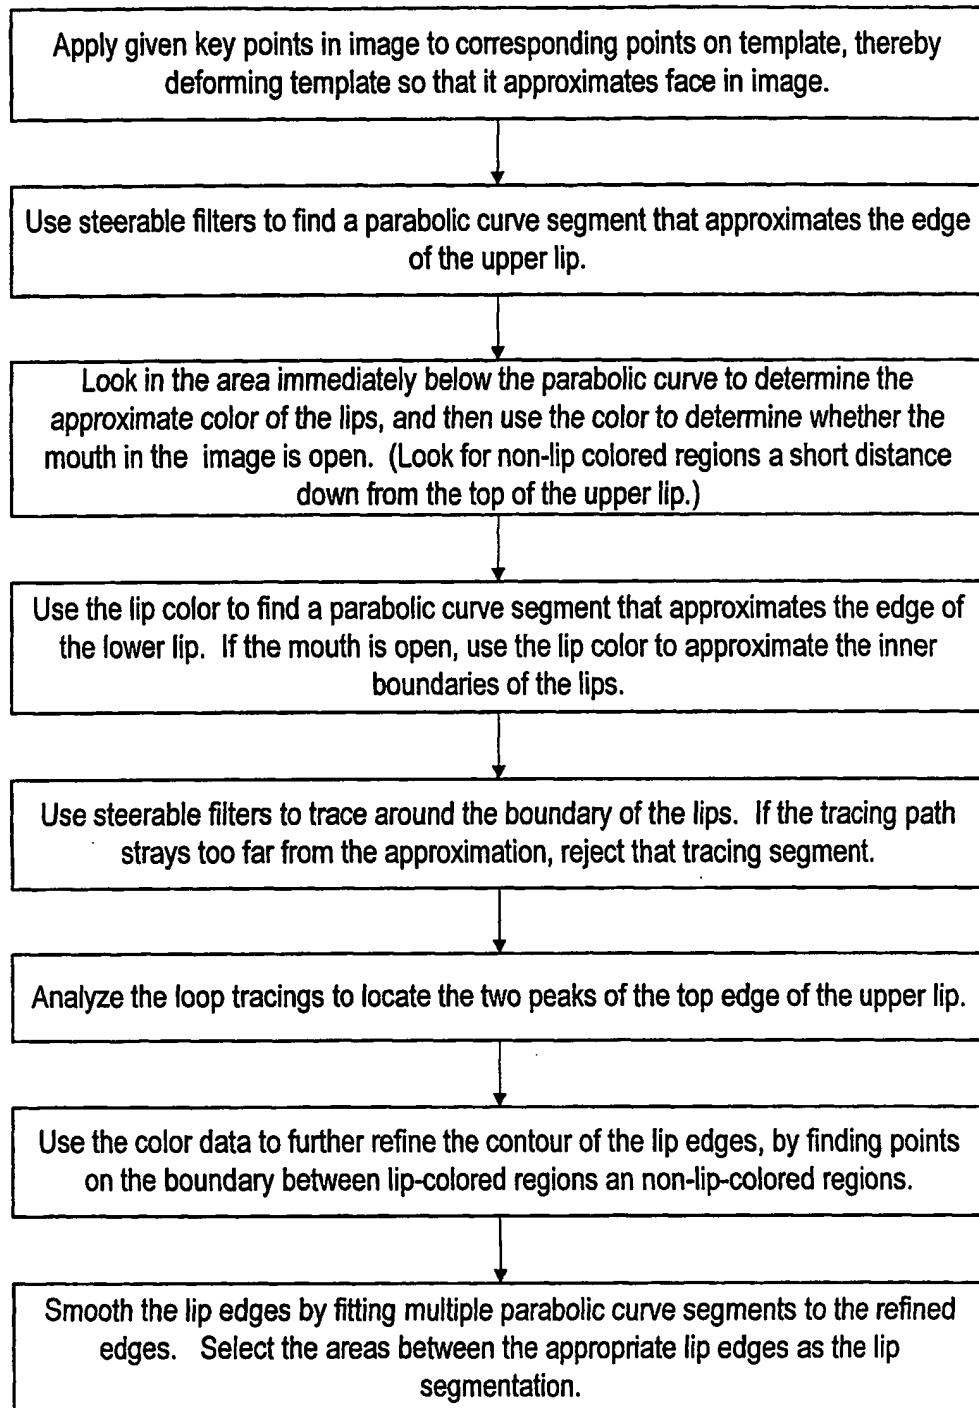 Apply given key points in image to corresponding points on template, thereby
deforming template so that it approximates face in image.
Use steerable filters to find a parabolic curve segment that approximates the edge
of the upper lip.
Look in the area immediately below the parabolic curve to determine the
approximate color of the lips, and then use the color to determine whether the
mouth in the image is open. (Look for non-lip colored regions a short distance
down from the top of the upper lip.)
Use the lip color to find a parabolic curve segment that approximates the edge of
the lower lip. If the mouth is open, use the lip color to approximate the inner
boundaries of the lips.
Use steerable filters to trace around the boundary of the lips. If the tracing path
strays too far from the approximation, reject that tracing segment.
Analyze the loop tracings to locate the two peaks of the top edge of the upper lip.
Use the color data to further refine the contour of the lip edges, by finding points
on the boundary between lip-colored regions an non-lip-colored regions.
Smooth the lip edges by fitting multiple parabolic curve segments to the refined
edges. Select the areas between the appropriate lip edges as the lip
segmentation.